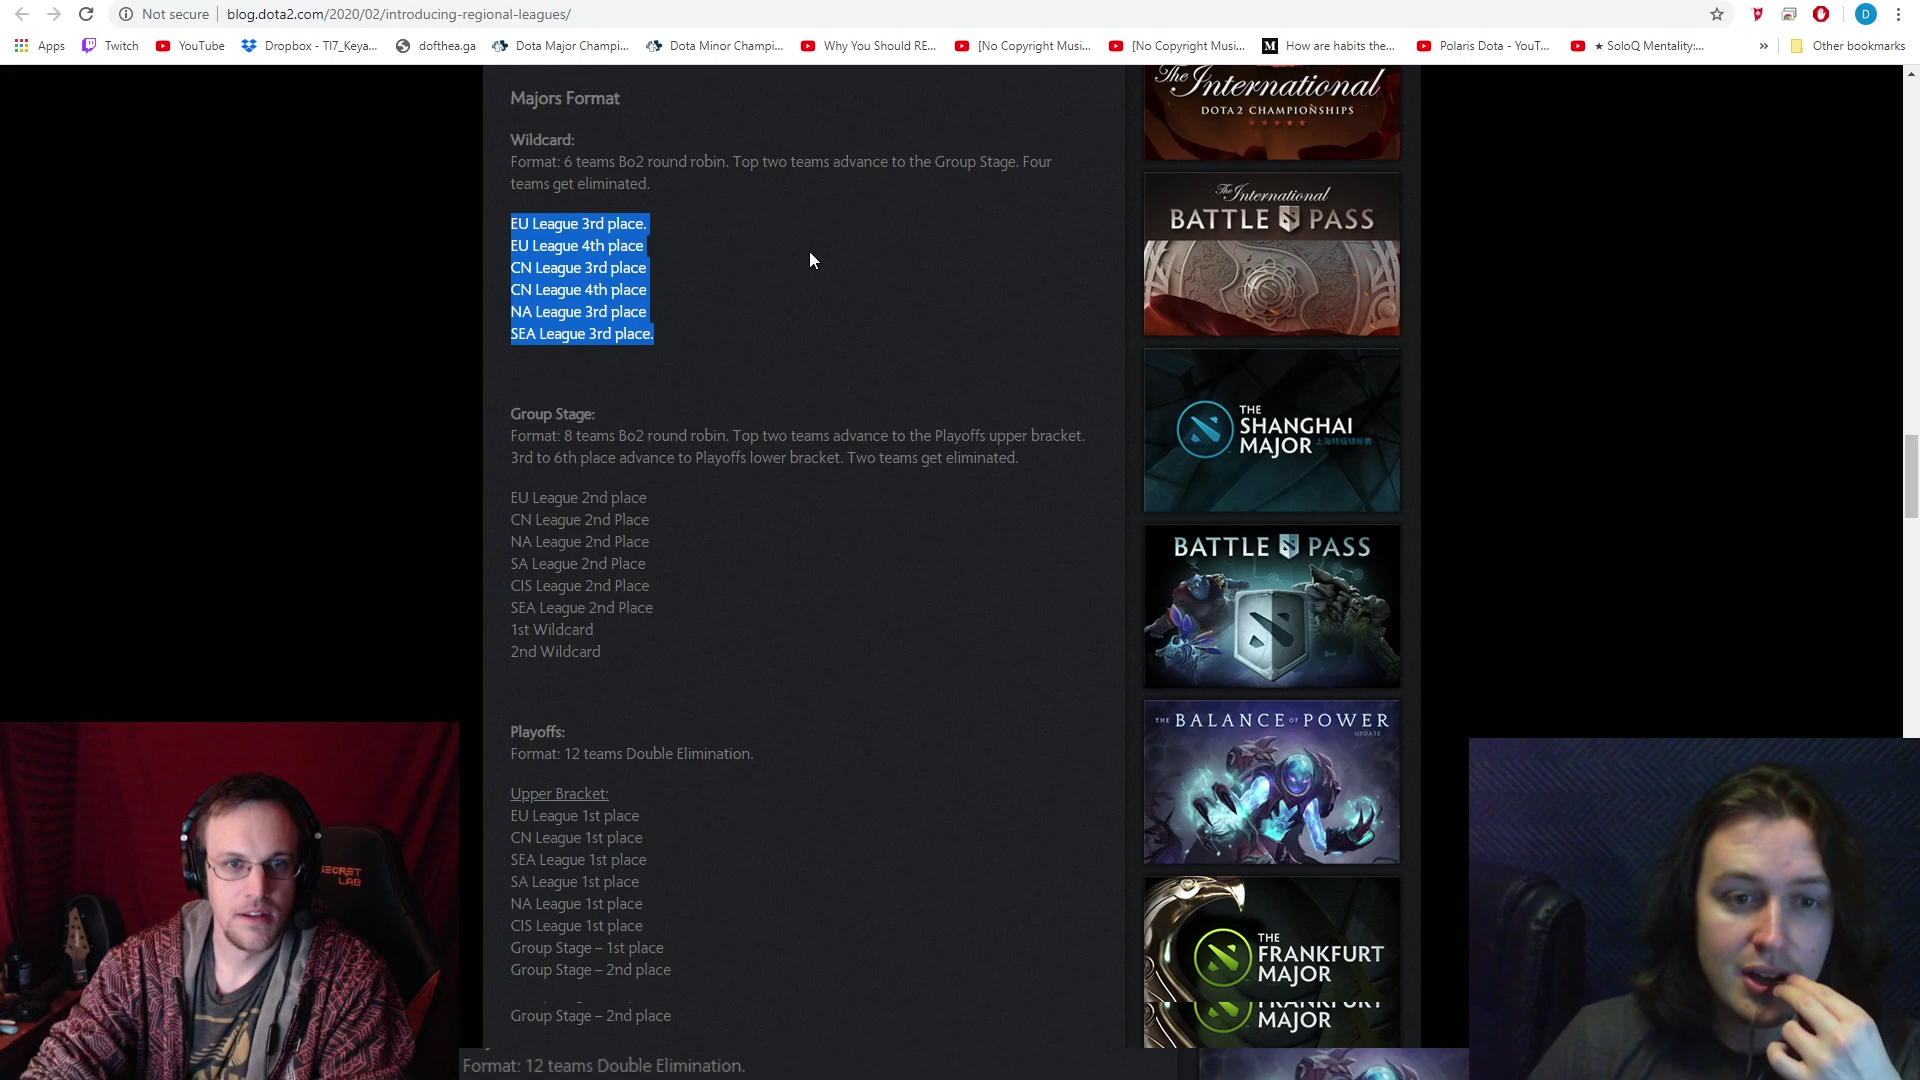 Not secure | blog.dota2.com/2020/02/introducing-regional-leagues/
D
Apps
Twitch
YouTube
Dropbox - TI7_Keya...
dofthea.ga
Dota Major Champi...
Dota Minor Champi...
Why You Should RE...
[No Copyright Musi...
[No Copyright Musi...
M How are habits the...
Polaris Dota - YouT...
★ SoloQ Mentality:...
»
Other bookmarks
Majors Format
Wildcard:
Format: 6 teams Bo2 round robin. Top two teams advance to the Group Stage. Four
teams get eliminated.
EU League 3rd place.
EU League 4th place
CN League 3rd place
CN League 4th place
NA League 3rd place
SEA League 3rd place.
Group Stage:
Format: 8 teams Bo2 round robin. Top two teams advance to the Playoffs upper bracket.
3rd to 6th place advance to Playoffs lower bracket. Two teams get eliminated.
EU League 2nd place
CN League 2nd Place
NA League 2nd Place
SA League 2nd Place
CIS League 2nd Place
SEA League 2nd Place
1st Wildcard
2nd Wildcard
Playoffs:
Format: 12 teams Double Elimination.
Upper Bracket:
EU League 1st place
CN League 1st place
SEA League 1st place
SA League 1st place
NA League 1st place
CIS League 1st place
Group Stage – 1st place
Group Stage – 2nd place
Group Stage – 2nd place
Format: 12 teams Double Elimination.
The
International
DOTA 2 CHAMPIONSHIPS
The International
BATTLE PASS
THE
SHANGHAI
MAJOR
BATTLE PASS
THE BALANCE OF POWER
UPDATE
THE
FRANKFURT
MAJOR
FRANKFURT
MAJOR
SECRET
LAB